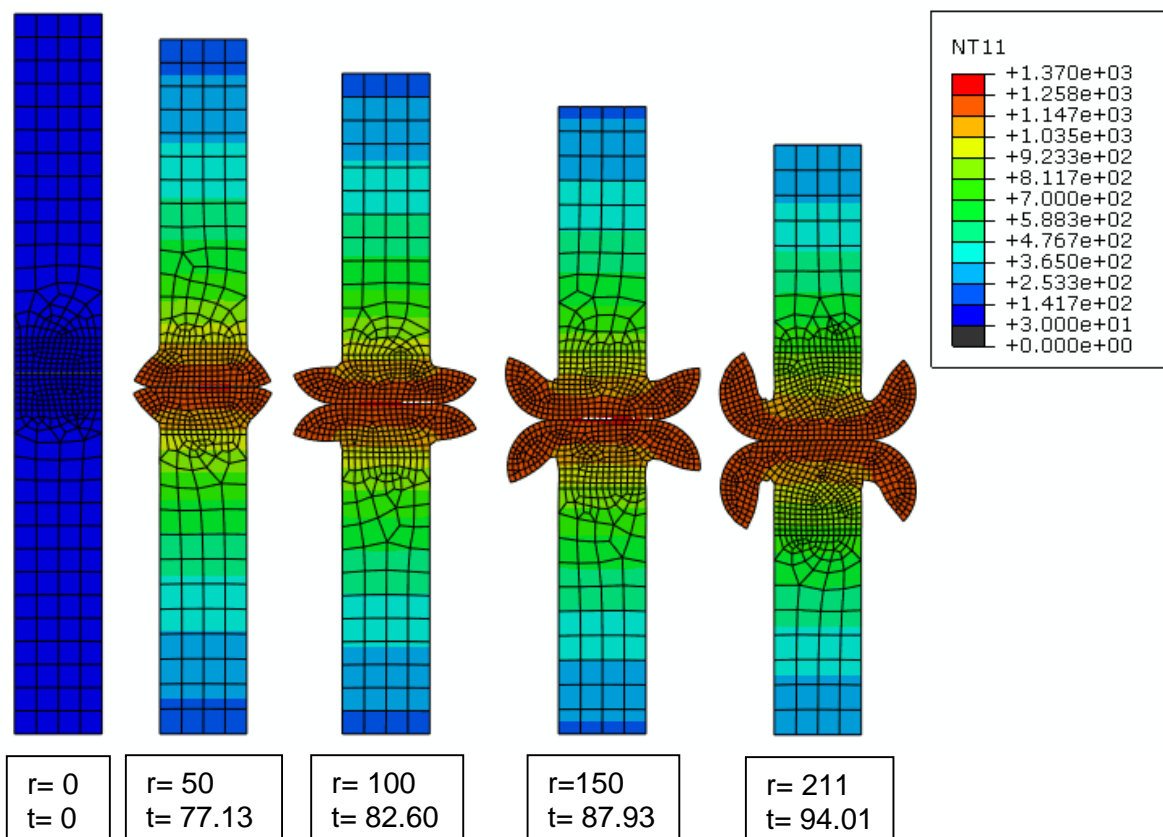 NT11
+1.370e+03
+1.258e+03
+1.147e+03
+1.035e+03
+9.233e+02
+8.117e+02
+7.000e+02
+5.883e+02
+4.767e+02
+3.650e+02
+2.533e+02
+1.417e+02
+3.000e+01
+0.000e+00
r= 0
t= 0
r= 50
t= 77.13
r= 100
t= 82.60
r=150
t= 87.93
r= 211
t= 94.01